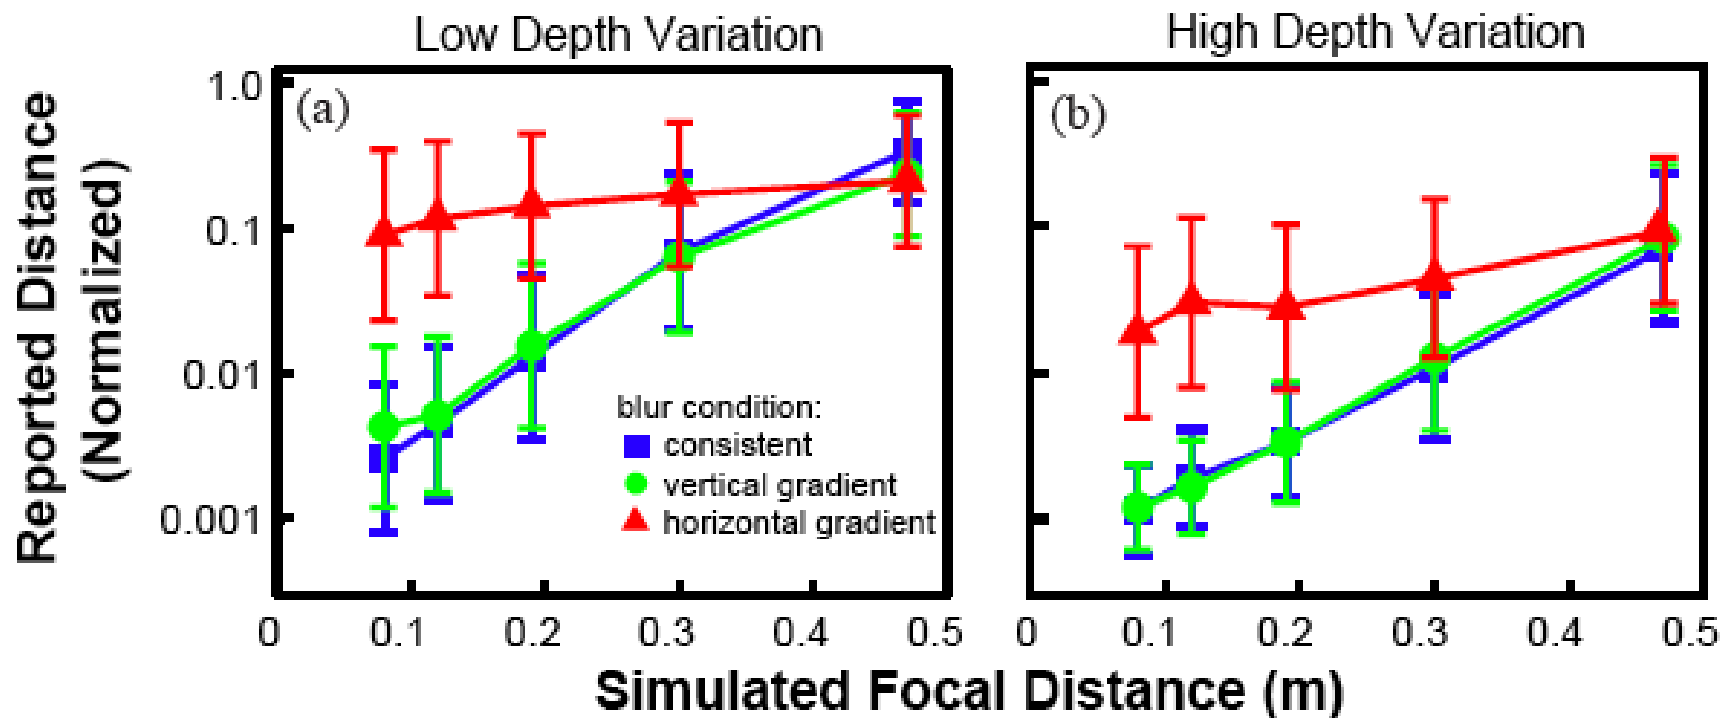 Low Depth Variation
High Depth Variation
Reported Distance
(Normalized)
1.0
0.1
0.01
0.001
(a)
(b)
blur condition:
consistent
vertical gradient
horizontal gradient
0 0.1 0.2 0.3 0.4 0.5
0 0.1 0.2 0.3 0.4 0.5
Simulated Focal Distance (m)